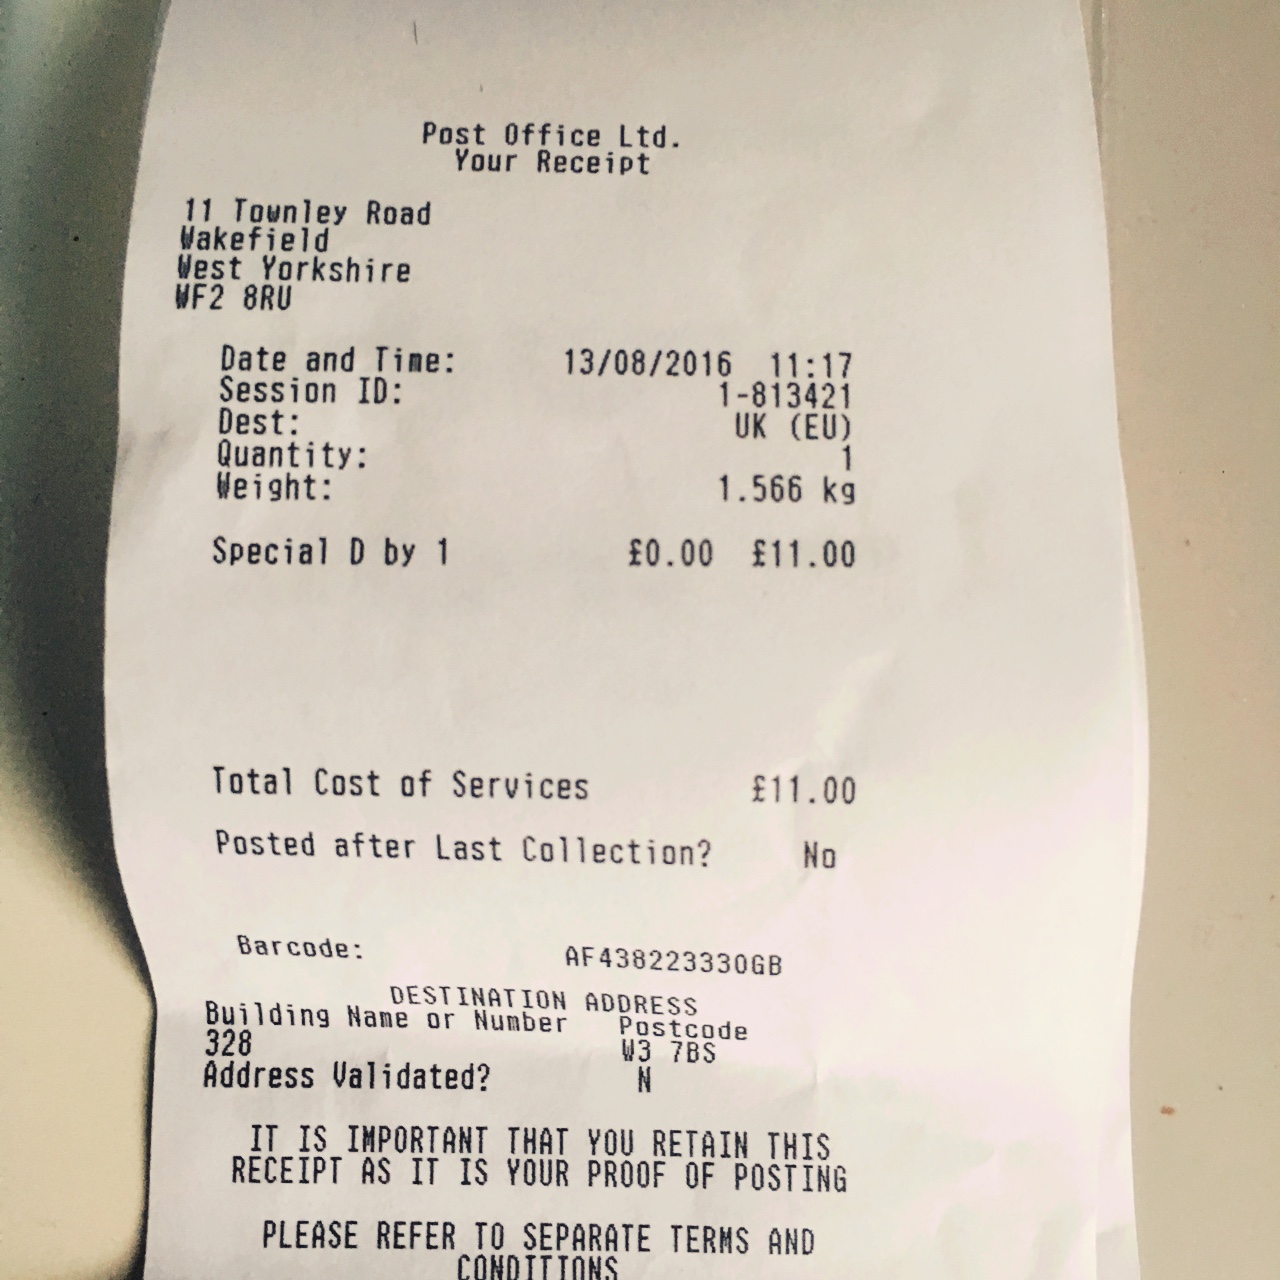 Post Office Ltd.
Your Receipt
11 Townley Road
Wakefield
West Yorkshire
WF2 8RU
Date and Time: 13/08/2016 11:17
Session ID: 1-813421
Dest: UK (EU)
Quantity: 1
Weight: 1.566 kg
Special D by 1 £0.00 £11.00
Total Cost of Services £11.00
Posted after Last Collection? No
Barcode: AF438223330GB
DESTINATION ADDRESS
Building Name or Number Postcode
328 W3 7BS
Address Validated? N
IT IS IMPORTANT THAT YOU RETAIN THIS
RECEIPT AS IT IS YOUR PROOF OF POSTING
PLEASE REFER TO SEPARATE TERMS AND
CONDITIONS